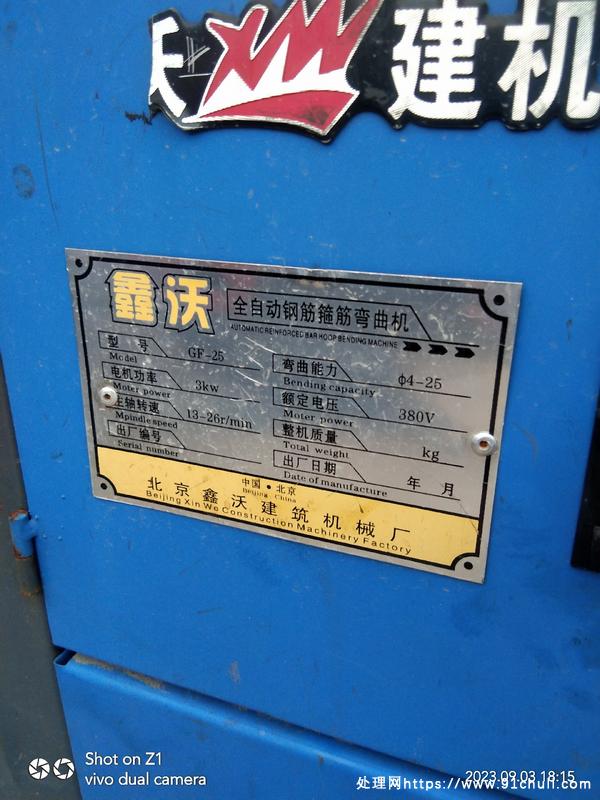 沃 建机
鑫沃 全自动钢筋箍筋弯曲机
AUTOMATIC REINFORCED BAR HOOP BENDING MACHINE
型号 GF-25
Model
电机功率 3kw
Moter power
主轴转速 13-26r/min
Mpindle speed
出厂编号
Serial number
弯曲能力 ф4-25
Bending capacity
额定电压 380V
Moter power
整机质量 kg
Total weight
出厂日期 年 月
Date of manufacture
中国·北京
Beijing China
北京鑫沃建筑机械厂
Beijing Xin We Construction Machinery Factory
Shot on Z1
vivo dual camera
2023.09.03 18:15
处理网https://www.91chuli.com